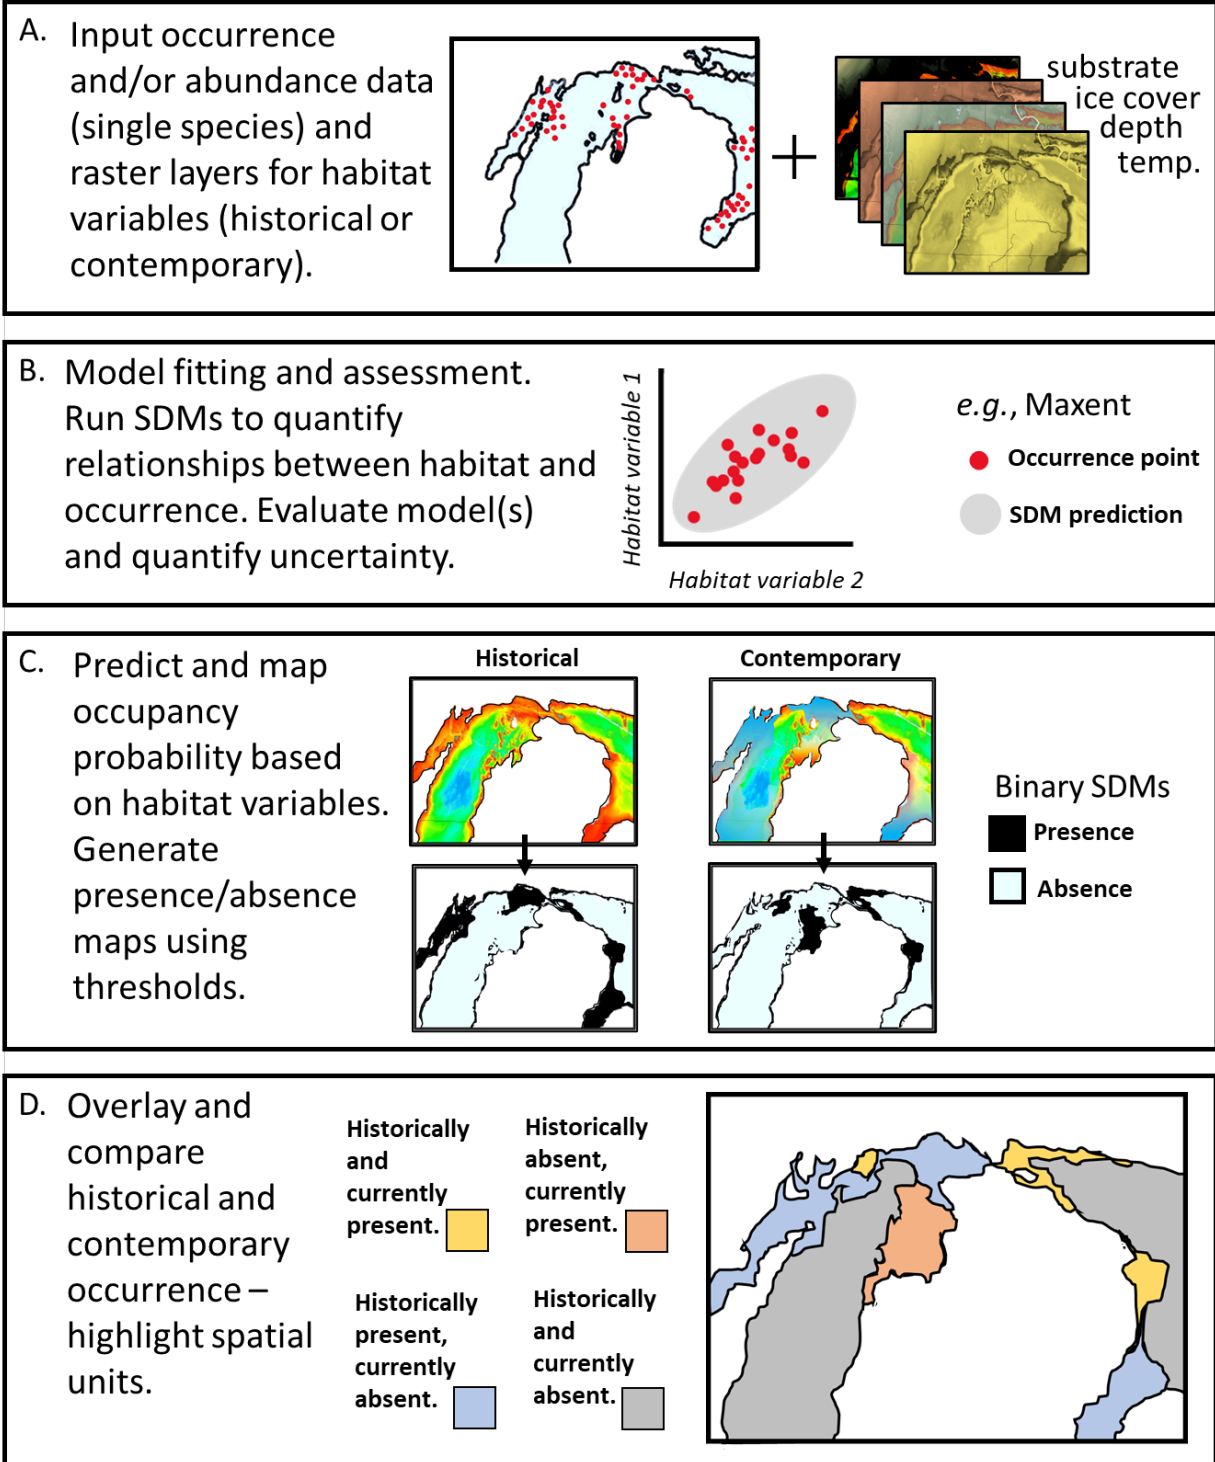 A. Input occurrence
and/or abundance data
(single species) and
raster layers for habitat
variables (historical or
contemporary).
+
substrate
ice cover
depth
temp.
B. Model fitting and assessment.
Run SDMs to quantify
relationships between habitat and
occurrence. Evaluate model(s)
and quantify uncertainty.
Habitat variable 1
Habitat variable 2
e.g., Maxent
Occurrence point
SDM prediction
C. Predict and map
occupancy
probability based
on habitat variables.
Generate
presence/absence
maps using
thresholds.
Historical
Contemporary
Binary SDMs
Presence
Absence
D. Overlay and
compare
historical and
contemporary
occurrence –
highlight spatial
units.
Historically
and
currently
present.
Historically
absent,
currently
present.
Historically
present,
currently
absent.
Historically
and
currently
absent.